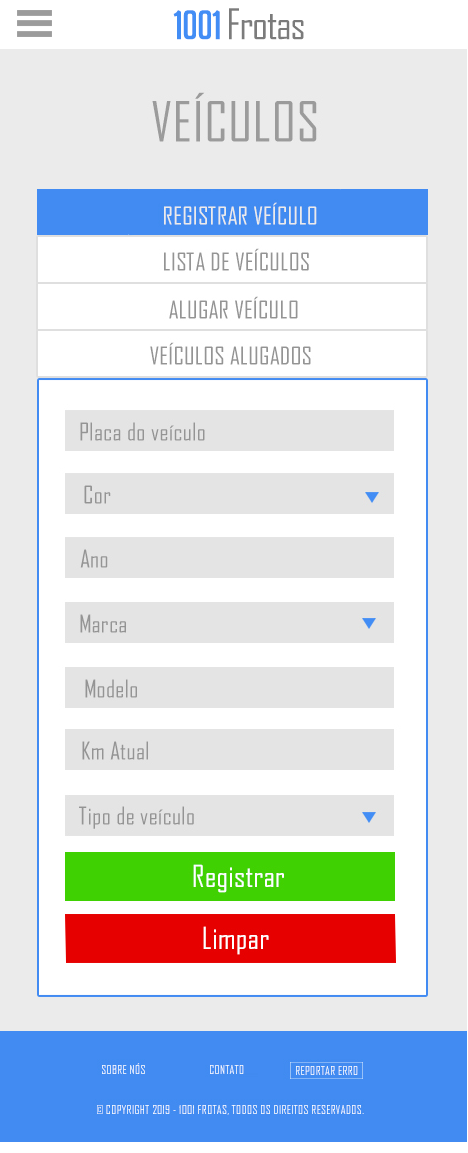 1001 Frotas
VEÍCULOS
REGISTRAR VEÍCULO
LISTA DE VEÍCULOS
ALUGAR VEÍCULO
VEÍCULOS ALUGADOS
Placa do veículo
Cor
Ano
Marca
Modelo
Km Atual
Tipo de veículo
Registrar
Limpar
SOBRE NÓS CONTATO REPORTAR ERRO
© COPYRIGHT 2019 - 1001 FROTAS, TODOS OS DIREITOS RESERVADOS.